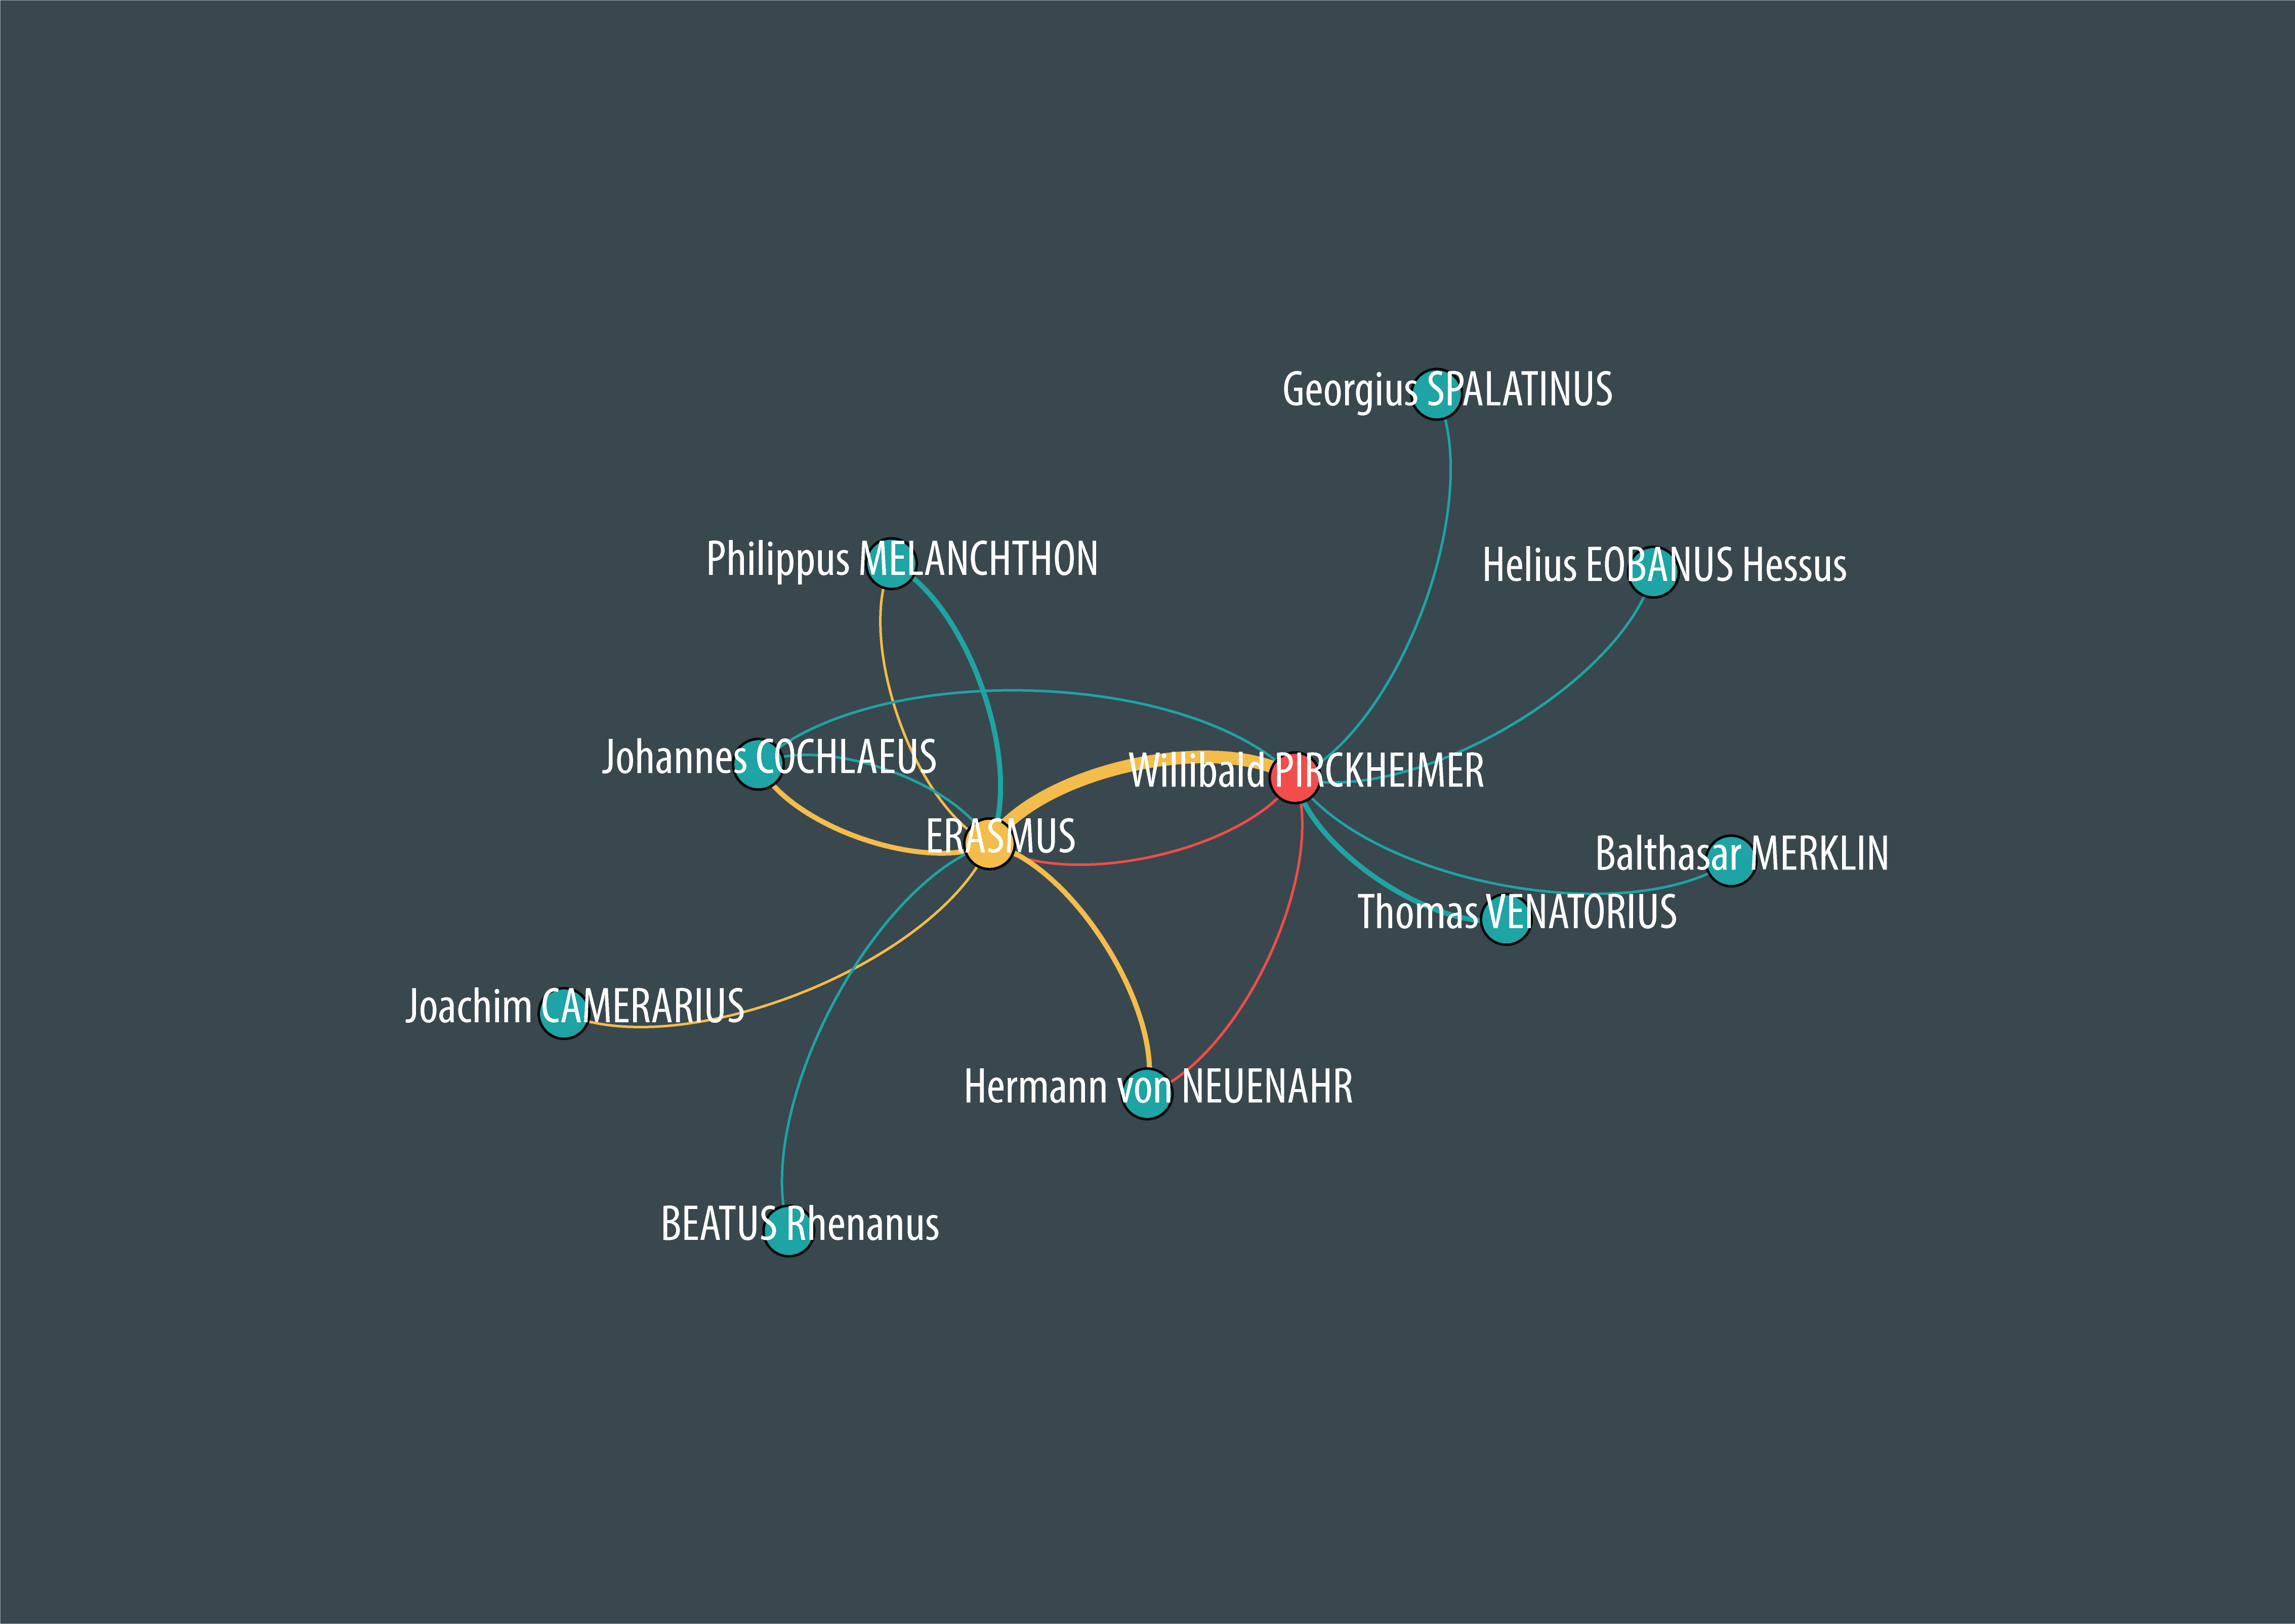 Georgius SPALATINUS
Philippus MELANCHTHON
Helius EOBANUS Hessus
Johannes COCHLAEUS
Willibald PIRCKHEIMER
ERASMUS
Balthasar MERKLIN
Thomas VENATORIUS
Joachim CAMERARIUS
Hermann von NEUENAHR
BEATUS Rhenanus